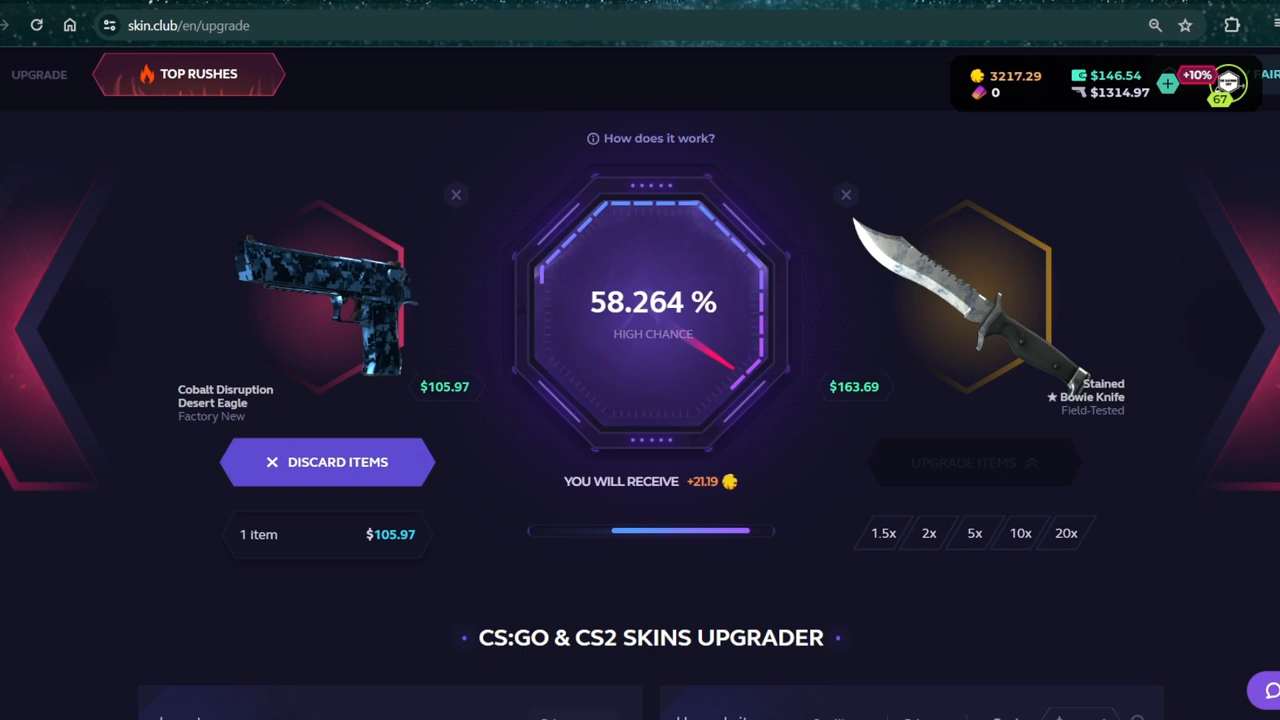 skin.club/en/upgrade
UPGRADE
TOP RUSHES
3217.29
$146.54
+10%
FAIR
0
$1314.97
67
How does it work?
58.264 %
HIGH CHANCE
$105.97
$163.69
Cobalt Disruption
Desert Eagle
Factory New
Stained
★ Bowie Knife
Field-Tested
DISCARD ITEMS
YOU WILL RECEIVE +21.19
UPGRADE ITEMS
1 item
$105.97
1.5x
2x
5x
10x
20x
CS:GO & CS2 SKINS UPGRADER